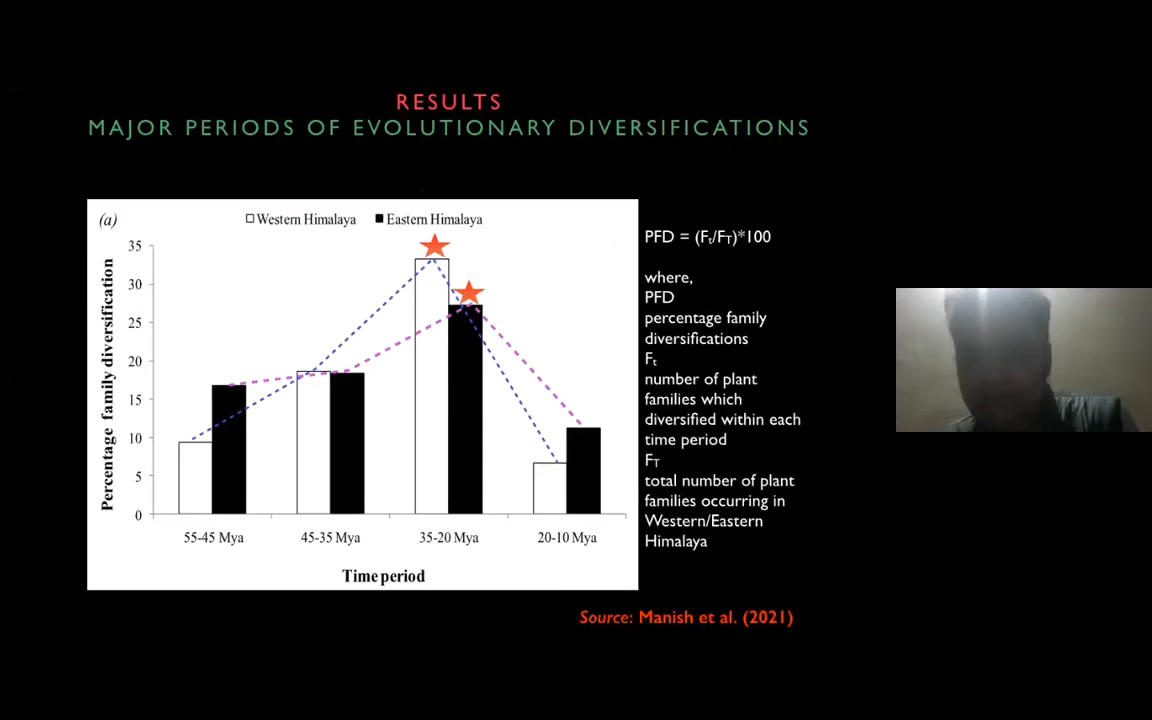 RESULTS
MAJOR PERIODS OF EVOLUTIONARY DIVERSIFICATIONS
(a)
Western Himalaya
Eastern Himalaya
Percentage family diversification
35
30
25
20
15
10
5
0
55-45 Mya
45-35 Mya
35-20 Mya
20-10 Mya
Time period
PFD = (Ft/FT)*100
where,
PFD
percentage family
diversifications
Ft
number of plant
families which
diversified within each
time period
FT
total number of plant
families occurring in
Western/Eastern
Himalaya
Source: Manish et al. (2021)